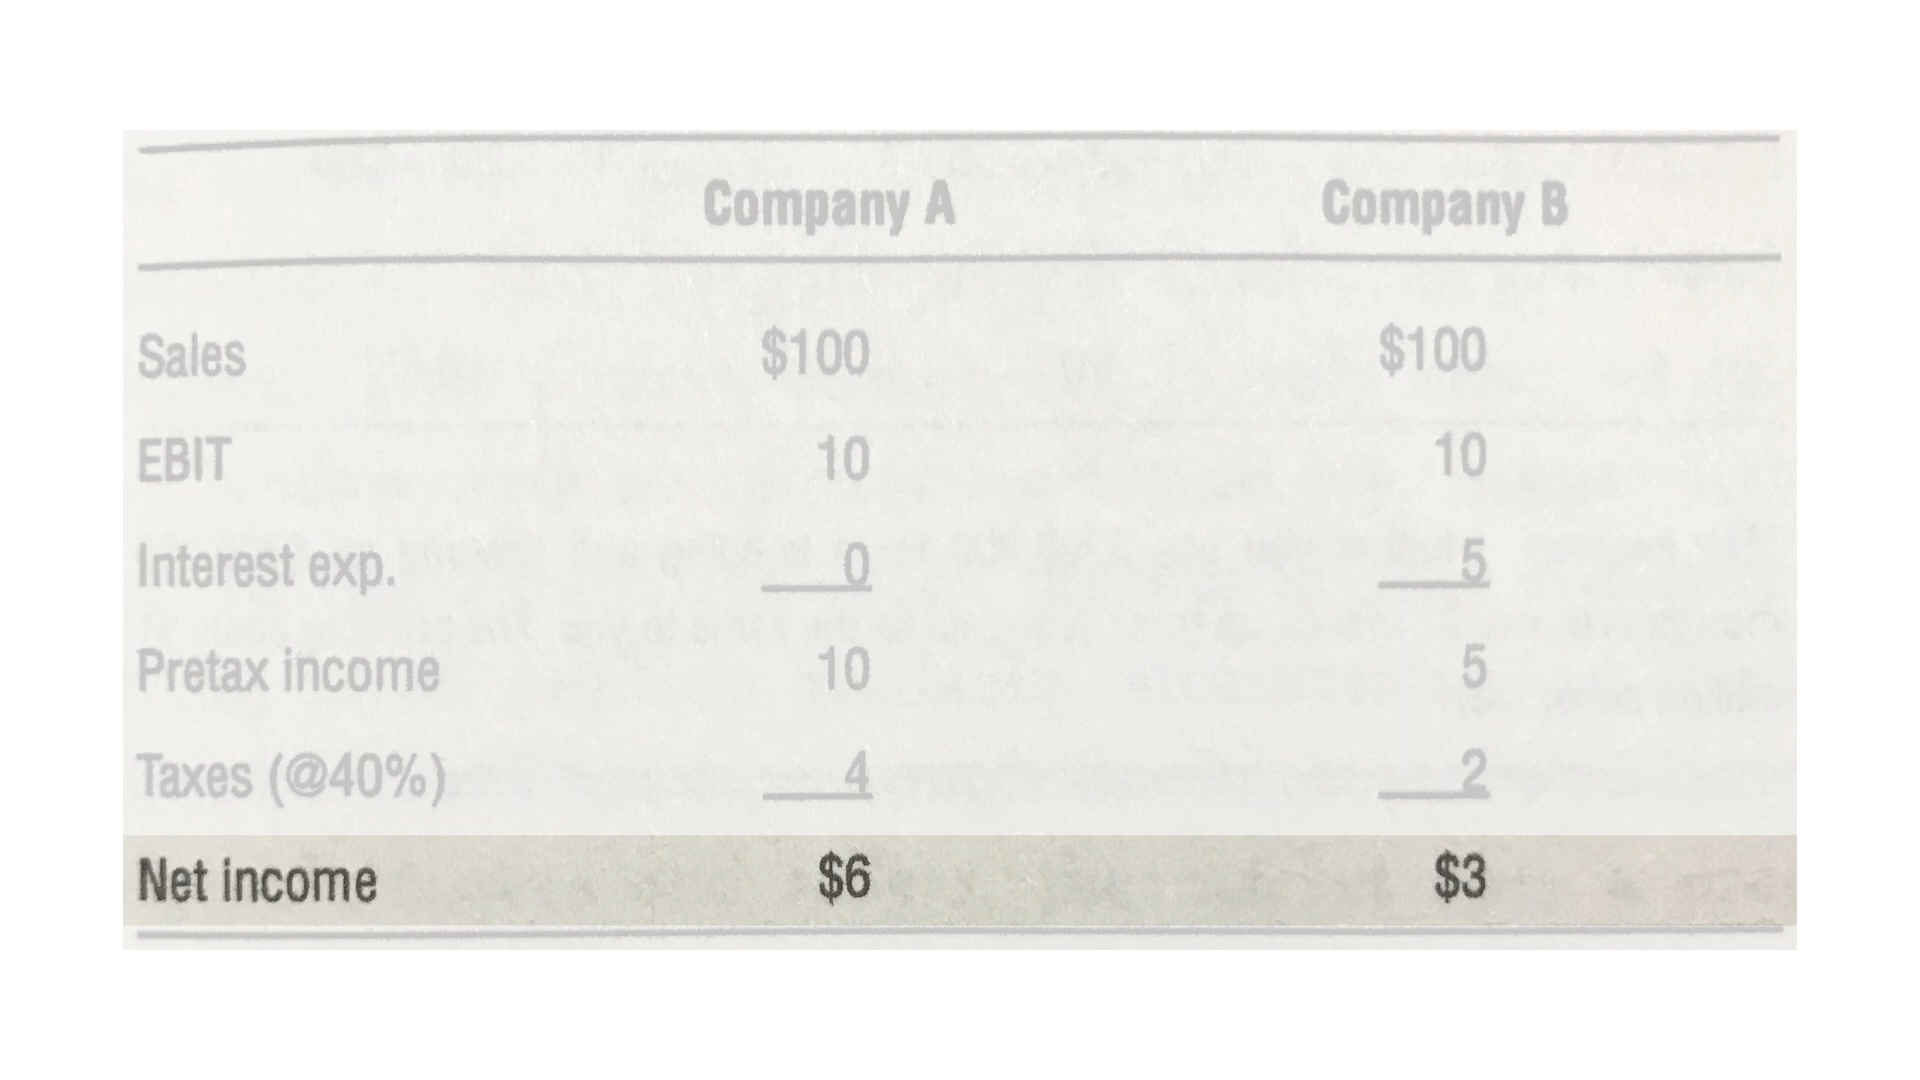 Company A Company B
Sales $100 $100
EBIT 10 10
Interest exp. 0 5
Pretax income 10 5
Taxes (@40%) 4 2
Net income $6 $3